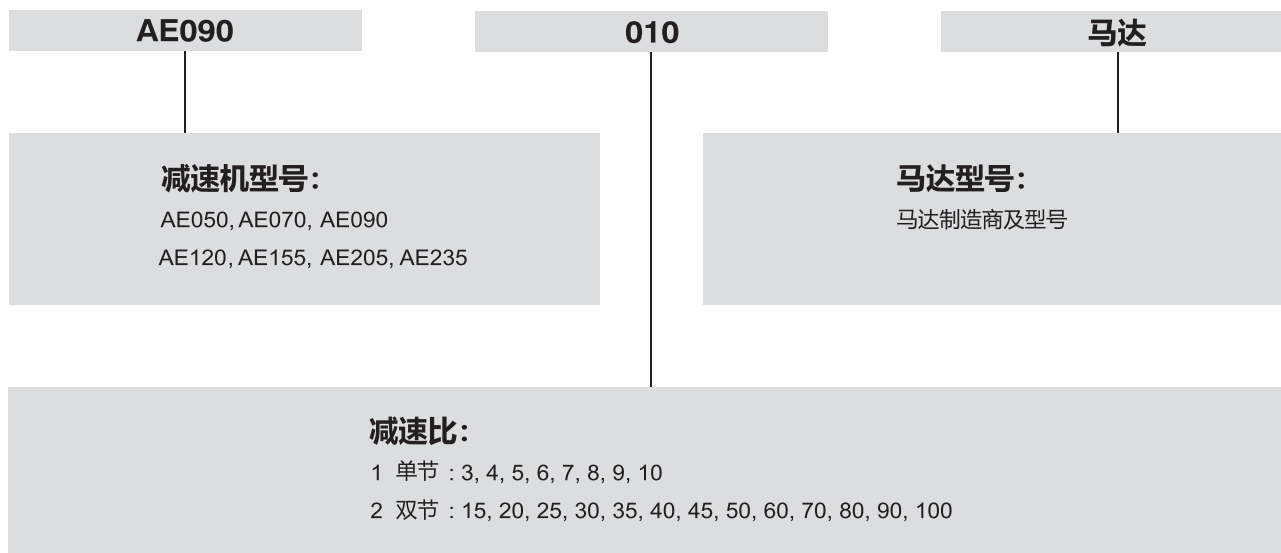 AE090
010
马达
减速机型号：
AE050, AE070, AE090
AE120, AE155, AE205, AE235
马达型号：
马达制造商及型号
减速比：
1 单节 : 3, 4, 5, 6, 7, 8, 9, 10
2 双节 : 15, 20, 25, 30, 35, 40, 45, 50, 60, 70, 80, 90, 100